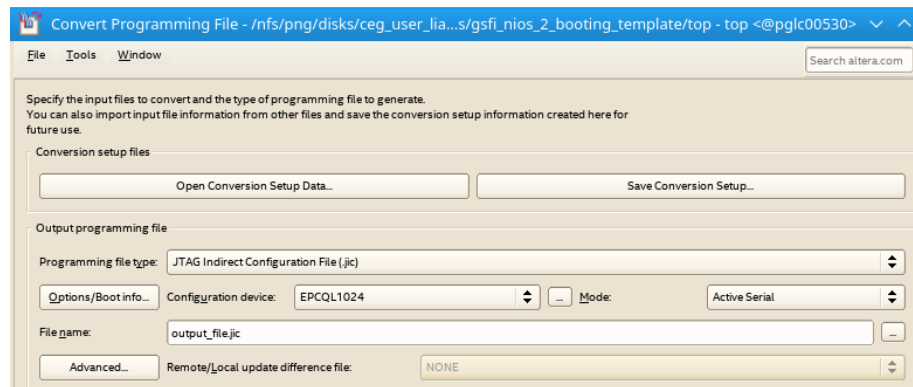 Convert Programming File - /nfs/png/disks/ceg_user_lia...s/gsfi_nios_2_booting_template/top - top <@pglc00530>
File Tools Window
Search altera.com
Specify the input files to convert and the type of programming file to generate.
You can also import input file information from other files and save the conversion setup information created here for
future use.
Conversion setup files
Open Conversion Setup Data... Save Conversion Setup...
Output programming file
Programming file type: JTAG Indirect Configuration File (.jic)
Options/Boot info... Configuration device: EPCQL1024 ... Mode: Active Serial
File name: output_file.jic ...
Advanced... Remote/Local update difference file: NONE